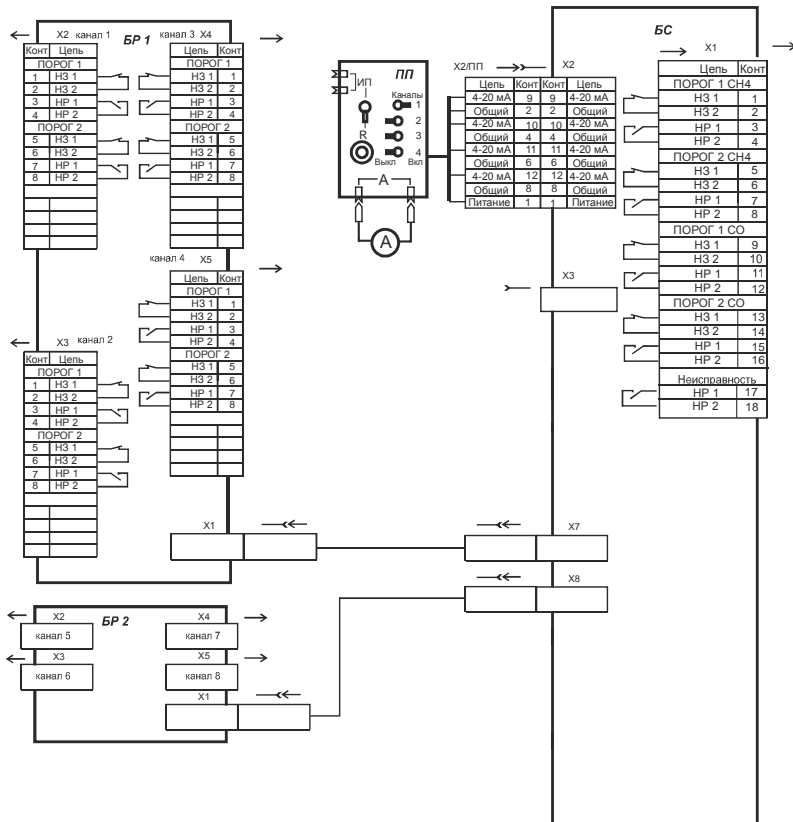 X2 канал 1
БР 1
канал 3 X4
Конт Цепь
ПОРОГ 1
1 НЗ 1
2 НЗ 2
3 НР 1
4 НР 2
ПОРОГ 2
5 НЗ 1
6 НЗ 2
7 НР 1
8 НР 2
Цепь Конт
ПОРОГ 1
НЗ 1 1
НЗ 2 2
НР 1 3
НР 2 4
ПОРОГ 2
НЗ 1 5
НЗ 2 6
НР 1 7
НР 2 8
канал 4 X5
Цепь Конт
ПОРОГ 1
НЗ 1 1
НЗ 2 2
НР 1 3
НР 2 4
ПОРОГ 2
НЗ 1 5
НЗ 2 6
НР 1 7
НР 2 8
X3 канал 2
Конт Цепь
ПОРОГ 1
1 НЗ 1
2 НЗ 2
3 НР 1
4 НР 2
ПОРОГ 2
5 НЗ 1
6 НЗ 2
7 НР 1
8 НР 2
X1
ПП
ИП
Каналы
1
2
3
4
R
Выкл Вкл
А
А
X2/ПП X2
Цепь Конт Конт Цепь
4-20 мА 9 9 4-20 мА
Общий 2 2 Общий
4-20 мА 10 10 4-20 мА
Общий 4 4 Общий
4-20 мА 11 11 4-20 мА
Общий 6 6 Общий
4-20 мА 12 12 4-20 мА
Общий 8 8 Общий
Питание 1 1 Питание
X3
БС
X1
Цепь Конт
ПОРОГ 1 СН4
НЗ 1 1
НЗ 2 2
НР 1 3
НР 2 4
ПОРОГ 2 СН4
НЗ 1 5
НЗ 2 6
НР 1 7
НР 2 8
ПОРОГ 1 СО
НЗ 1 9
НЗ 2 10
НР 1 11
НР 2 12
ПОРОГ 2 СО
НЗ 1 13
НЗ 2 14
НР 1 15
НР 2 16
Неисправность
НР 1 17
НР 2 18
X7
X8
БР 2
X2
канал 5
X3
канал 6
X4
канал 7
X5
канал 8
X1